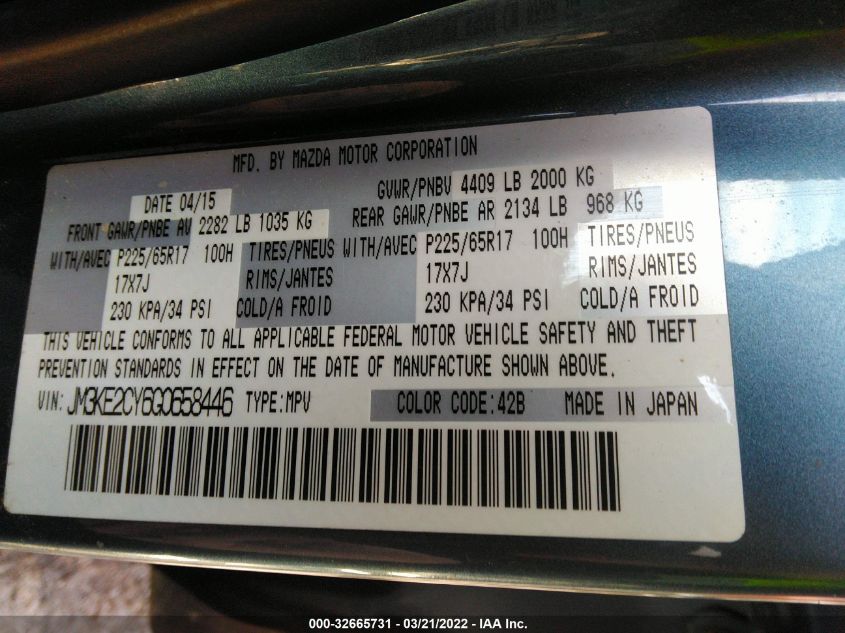 MFD. BY MAZDA MOTOR CORPORATION
DATE 04/15 GVWR/PNBV 4409 LB 2000 KG
FRONT GAWR/PNBE AV 2282 LB 1035 KG REAR GAWR/PNBE AR 2134 LB 968 KG
WITH/AVEC P225/65R17 100H TIRES/PNEUS WITH/AVEC P225/65R17 100H TIRES/PNEUS
17X7J RIMS/JANTES 17X7J RIMS/JANTES
230 KPA/34 PSI COLD/A FROID 230 KPA/34 PSI COLD/A FROID
THIS VEHICLE CONFORMS TO ALL APPLICABLE FEDERAL MOTOR VEHICLE SAFETY AND THEFT
PREVENTION STANDARDS IN EFFECT ON THE DATE OF MANUFACTURE SHOWN ABOVE.
VIN: JM3KE2CY6G0658446 TYPE:MPV COLOR CODE:42B MADE IN JAPAN
000-32665731 - 03/21/2022 - IAA Inc.